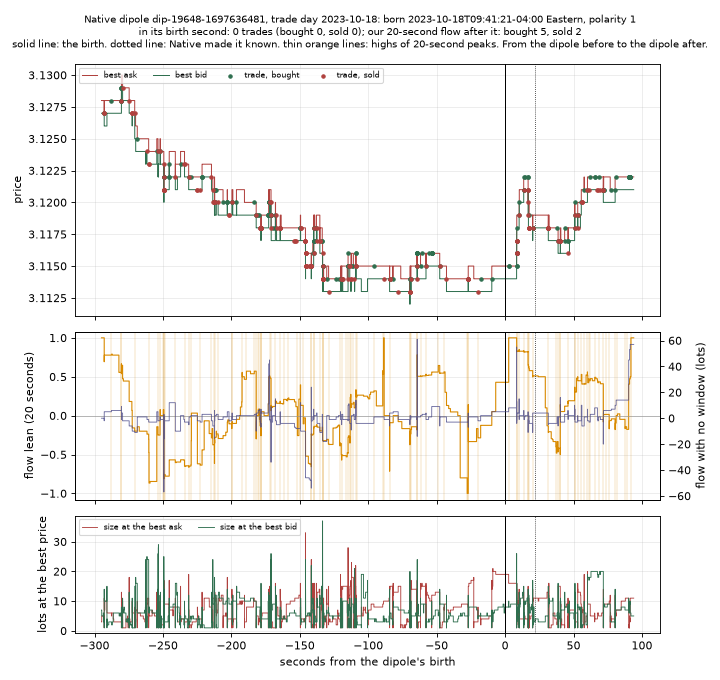 Native dipole dip-19648-1697636481, trade day 2023-10-18: born 2023-10-18T09:41:21-04:00 Eastern, polarity 1
in its birth second: 0 trades (bought 0, sold 0); our 20-second flow after it: bought 5, sold 2
solid line: the birth. dotted line: Native made it known. thin orange lines: highs of 20-second peaks. From the dipole before to the dipole after.
best ask best bid trade, bought trade, sold
price
3.1300
3.1275
3.1250
3.1225
3.1200
3.1175
3.1150
3.1125
flow lean (20 seconds)
1.0
0.5
0.0
−0.5
−1.0
60
40
20
0
−20
−40
−60
flow with no window (lots)
size at the best ask size at the best bid
lots at the best price
30
20
10
0
−300 −250 −200 −150 −100 −50 0 50 100
seconds from the dipole's birth